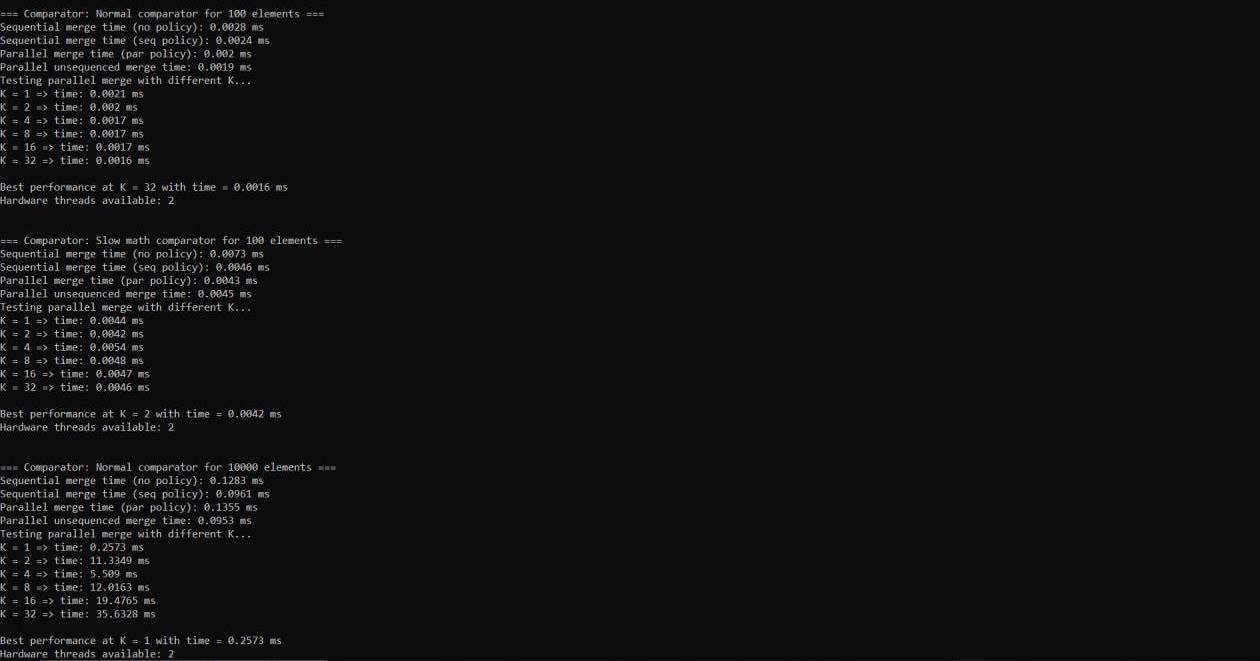 === Comparator: Normal comparator for 100 elements ===
Sequential merge time (no policy): 0.0028 ms
Sequential merge time (seq policy): 0.0024 ms
Parallel merge time (par policy): 0.002 ms
Parallel unsequenced merge time: 0.0019 ms
Testing parallel merge with different K...
K = 1 => time: 0.0021 ms
K = 2 => time: 0.002 ms
K = 4 => time: 0.0017 ms
K = 8 => time: 0.0017 ms
K = 16 => time: 0.0017 ms
K = 32 => time: 0.0016 ms
Best performance at K = 32 with time = 0.0016 ms
Hardware threads available: 2
=== Comparator: Slow math comparator for 100 elements ===
Sequential merge time (no policy): 0.0073 ms
Sequential merge time (seq policy): 0.0046 ms
Parallel merge time (par policy): 0.0043 ms
Parallel unsequenced merge time: 0.0045 ms
Testing parallel merge with different K...
K = 1 => time: 0.0044 ms
K = 2 => time: 0.0042 ms
K = 4 => time: 0.0054 ms
K = 8 => time: 0.0048 ms
K = 16 => time: 0.0047 ms
K = 32 => time: 0.0046 ms
Best performance at K = 2 with time = 0.0042 ms
Hardware threads available: 2
=== Comparator: Normal comparator for 10000 elements ===
Sequential merge time (no policy): 0.1283 ms
Sequential merge time (seq policy): 0.0961 ms
Parallel merge time (par policy): 0.1355 ms
Parallel unsequenced merge time: 0.0953 ms
Testing parallel merge with different K...
K = 1 => time: 0.2573 ms
K = 2 => time: 11.3349 ms
K = 4 => time: 5.509 ms
K = 8 => time: 12.0163 ms
K = 16 => time: 19.4765 ms
K = 32 => time: 35.6328 ms
Best performance at K = 1 with time = 0.2573 ms
Hardware threads available: 2